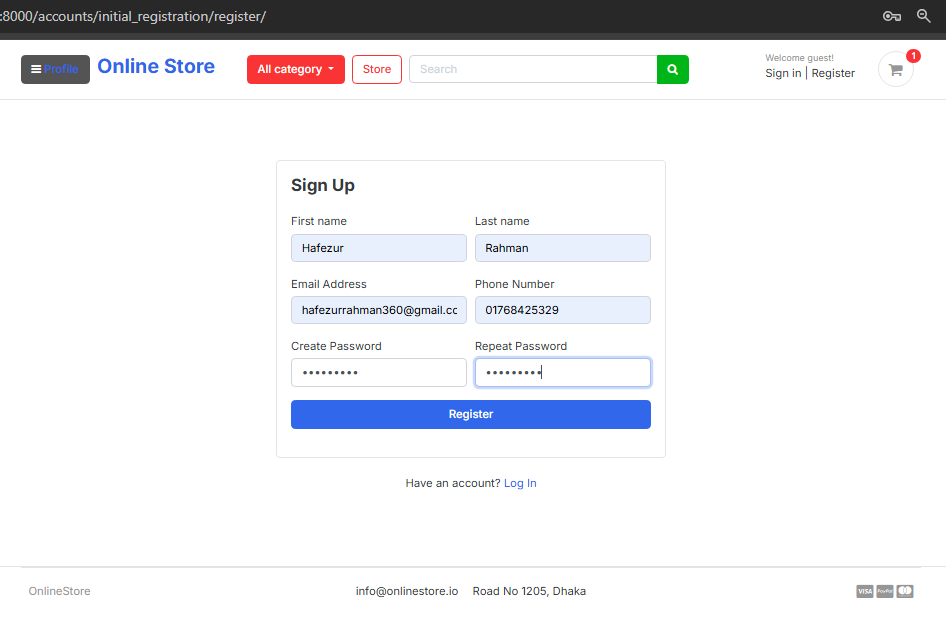 :8000/accounts/initial_registration/register/
Profile Online Store All category Store Search Welcome guest! 1
Sign in | Register
Sign Up
First name Last name
Hafezur Rahman
Email Address Phone Number
hafezurrahman360@gmail.cc 01768425329
Create Password Repeat Password
••••••••• •••••••••
Register
Have an account? Log In
OnlineStore info@onlinestore.io Road No 1205, Dhaka VISA PayPal